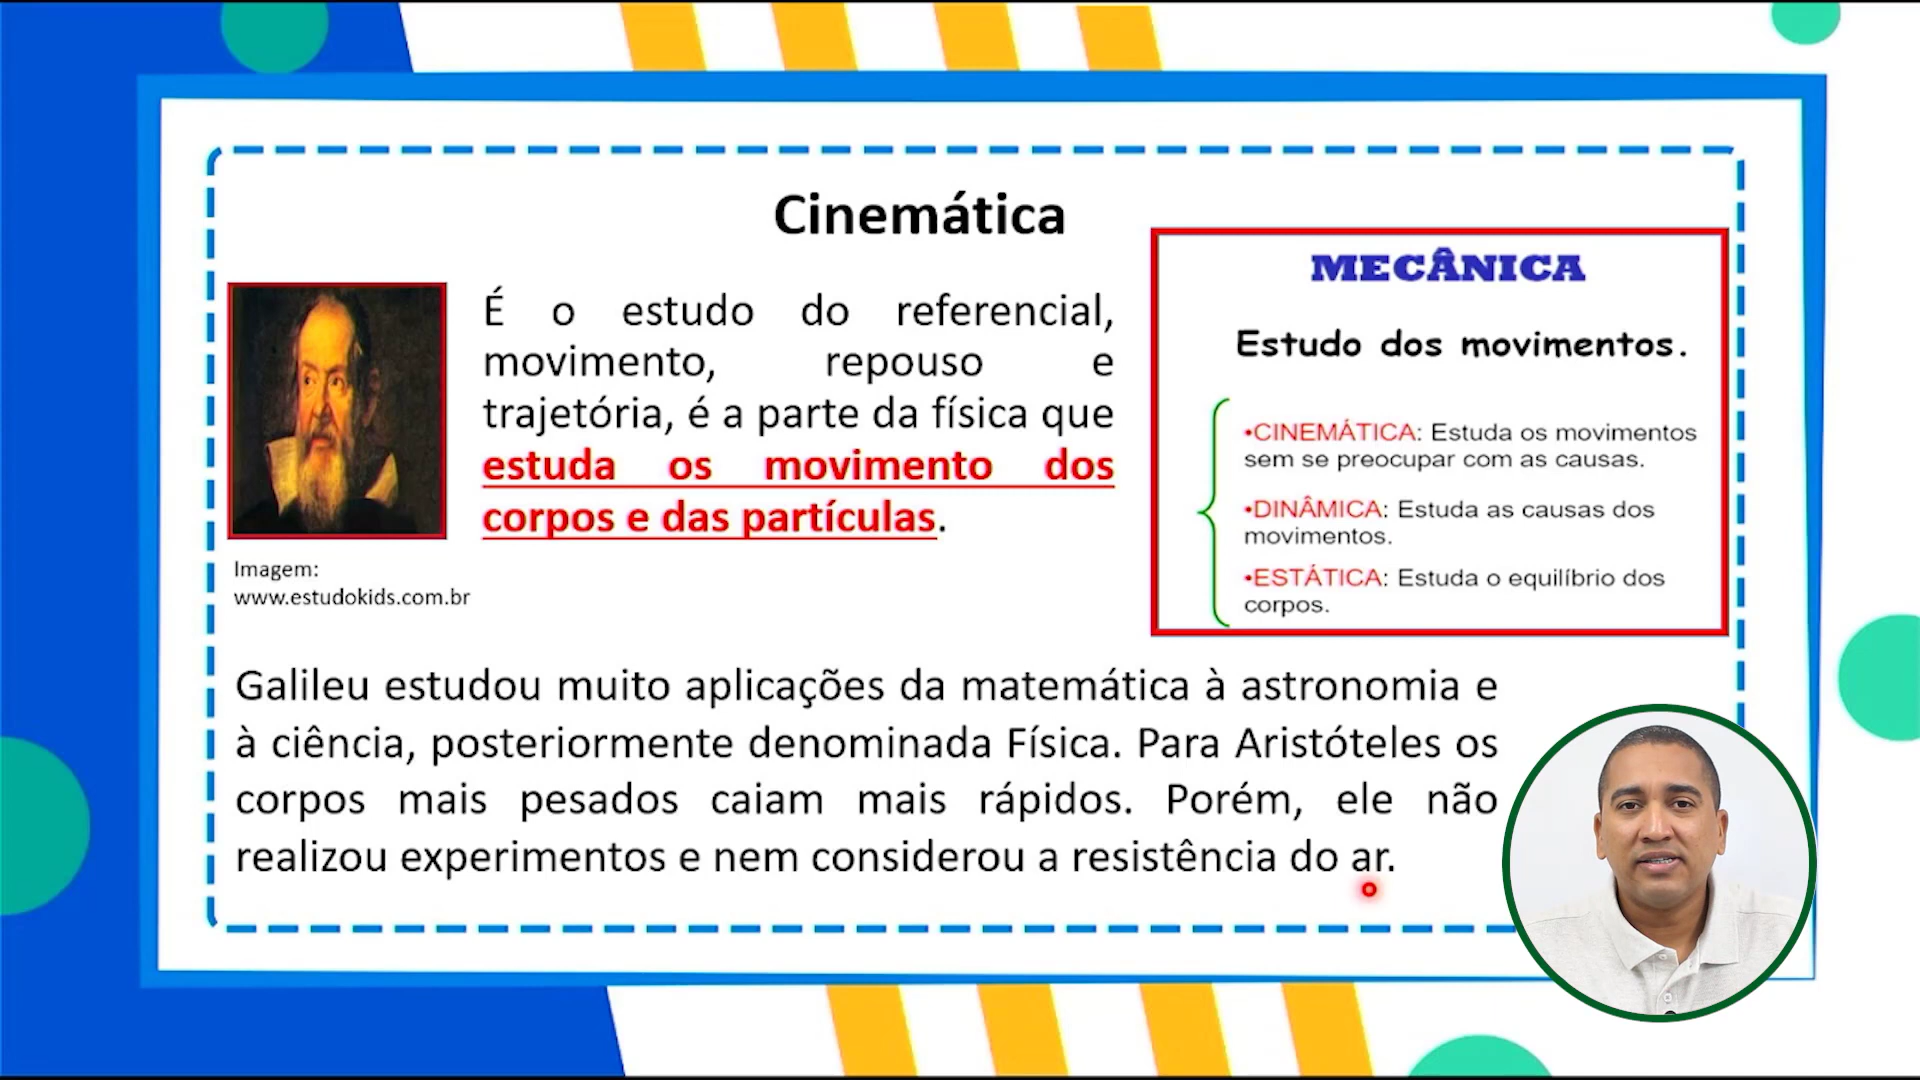 Cinemática
É o estudo do referencial,
movimento, repouso e
trajetória, é a parte da física que
estuda os movimento dos
corpos e das partículas.
Imagem:
www.estudokids.com.br
MECÂNICA
Estudo dos movimentos.
•CINEMÁTICA: Estuda os movimentos
sem se preocupar com as causas.
•DINÂMICA: Estuda as causas dos
movimentos.
•ESTÁTICA: Estuda o equilíbrio dos
corpos.
Galileu estudou muito aplicações da matemática à astronomia e
à ciência, posteriormente denominada Física. Para Aristóteles os
corpos mais pesados caiam mais rápidos. Porém, ele não
realizou experimentos e nem considerou a resistência do ar.